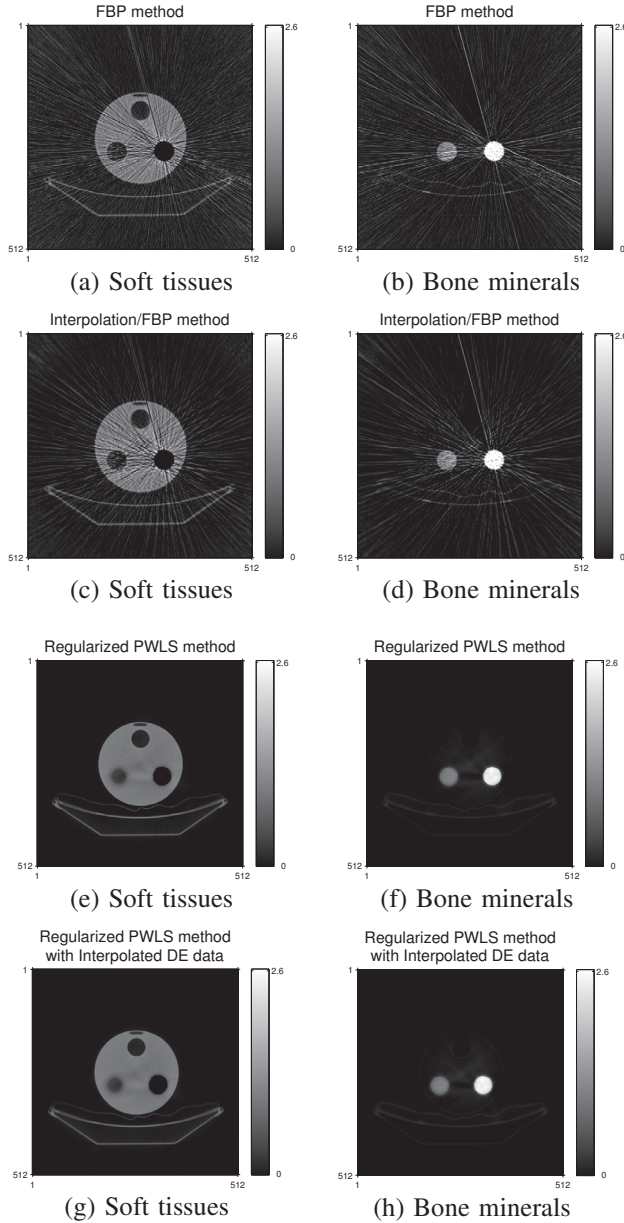 FBP method
1
2.6
0
512
1
512
(a) Soft tissues
FBP method
1
2.6
0
512
1
512
(b) Bone minerals
Interpolation/FBP method
1
2.6
0
512
1
512
(c) Soft tissues
Interpolation/FBP method
1
2.6
0
512
1
512
(d) Bone minerals
Regularized PWLS method
1
2.6
0
512
1
512
(e) Soft tissues
Regularized PWLS method
1
2.6
0
512
1
512
(f) Bone minerals
Regularized PWLS method
with Interpolated DE data
1
2.6
0
512
1
512
(g) Soft tissues
Regularized PWLS method
with Interpolated DE data
1
2.6
0
512
1
512
(h) Bone minerals